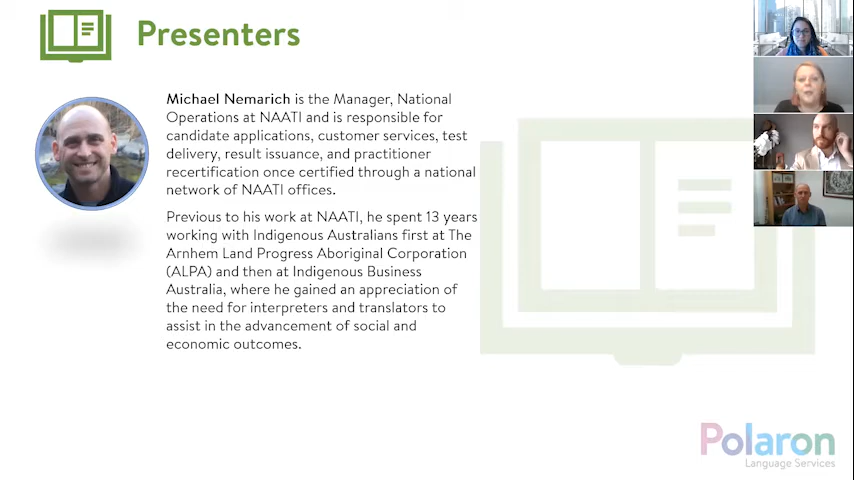 Presenters
Michael Nemarich is the Manager, National
Operations at NAATI and is responsible for
candidate applications, customer services, test
delivery, result issuance, and practitioner
recertification once certified through a national
network of NAATI offices.
Previous to his work at NAATI, he spent 13 years
working with Indigenous Australians first at The
Arnhem Land Progress Aboriginal Corporation
(ALPA) and then at Indigenous Business
Australia, where he gained an appreciation of
the need for interpreters and translators to
assist in the advancement of social and
economic outcomes.
Polaron
Language Services